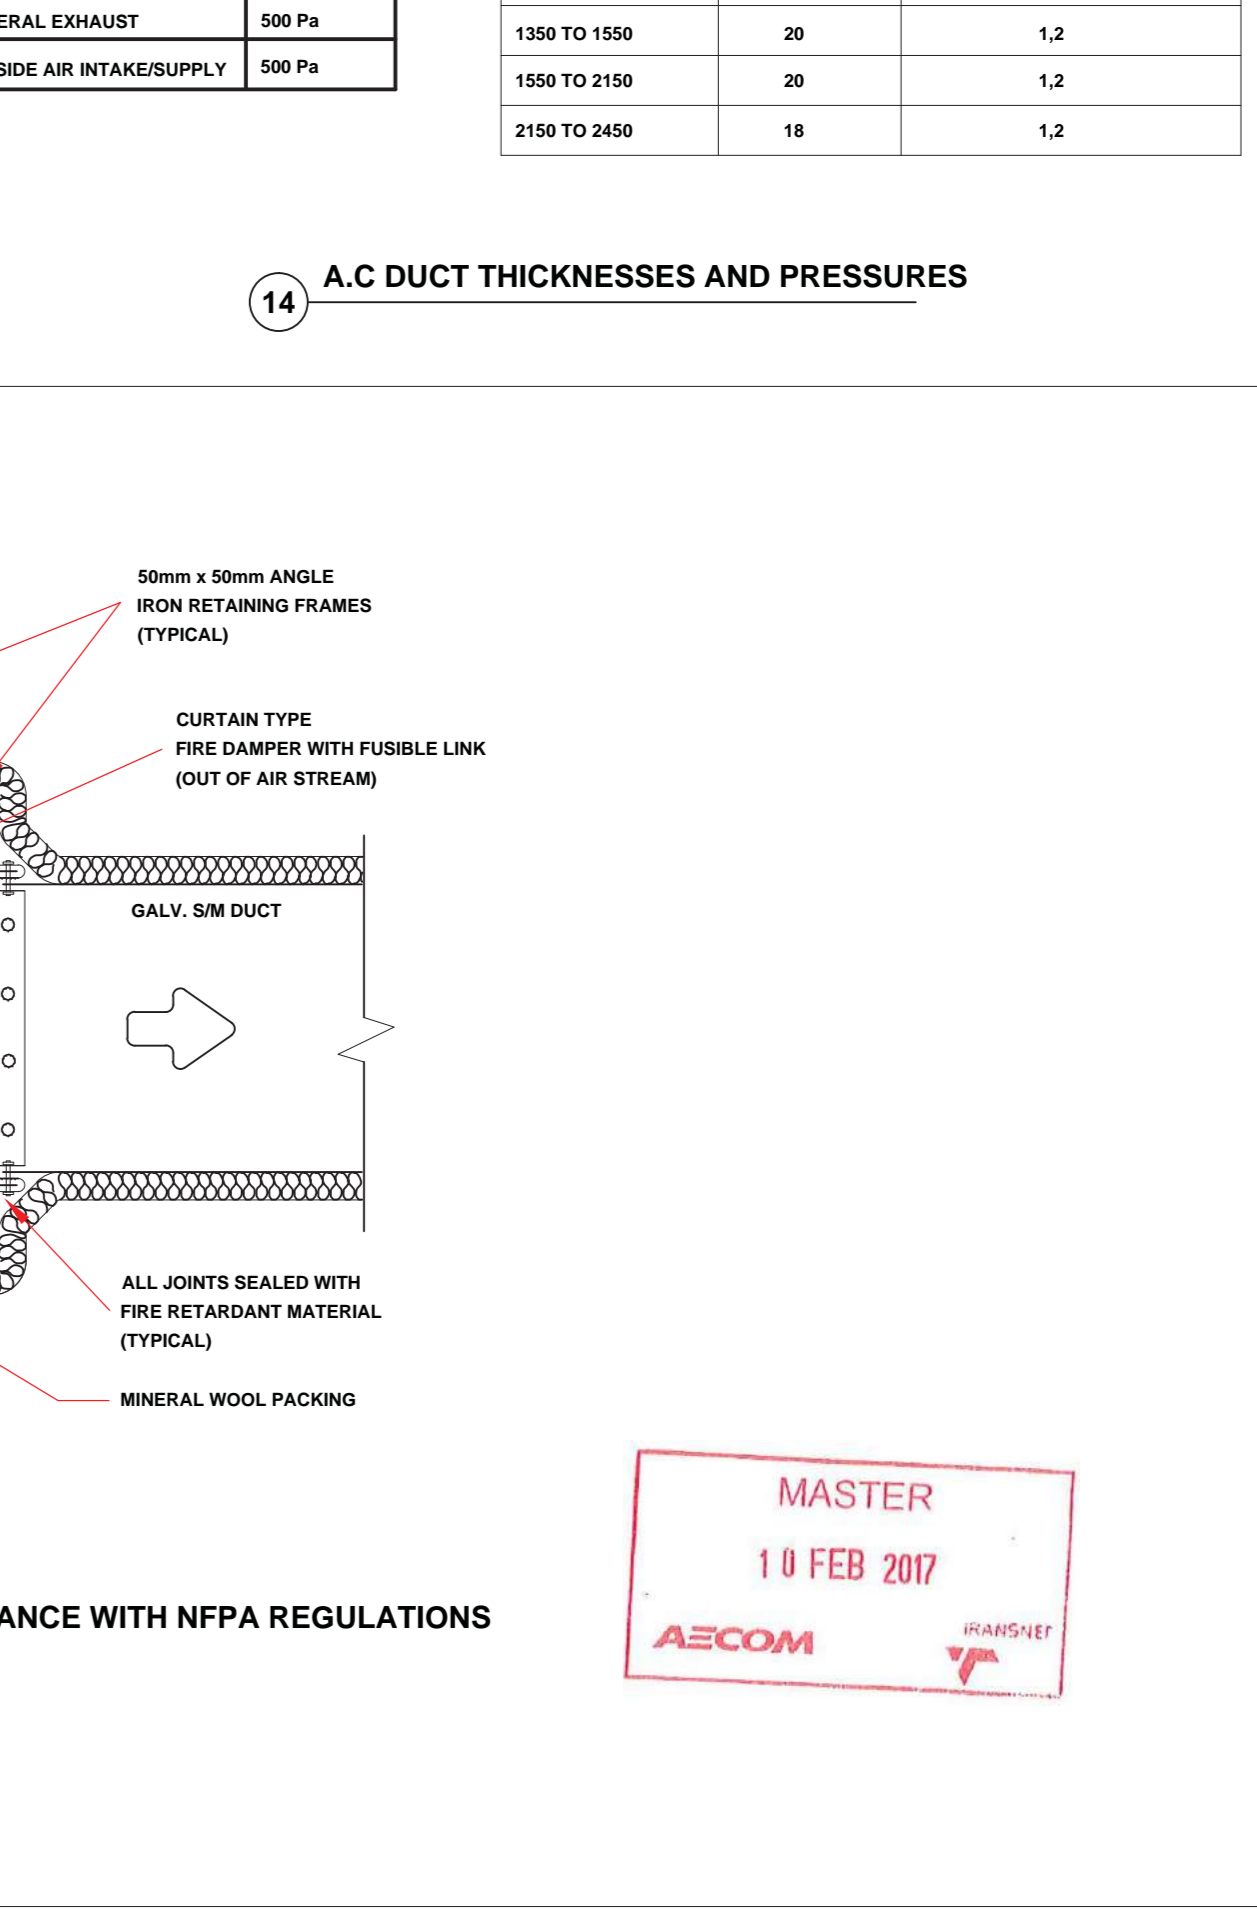 ERAL EXHAUST 500 Pa
SIDE AIR INTAKE/SUPPLY 500 Pa
1350 TO 1550 20 1,2
1550 TO 2150 20 1,2
2150 TO 2450 18 1,2
14 A.C DUCT THICKNESSES AND PRESSURES
50mm x 50mm ANGLE
IRON RETAINING FRAMES
(TYPICAL)
CURTAIN TYPE
FIRE DAMPER WITH FUSIBLE LINK
(OUT OF AIR STREAM)
GALV. S/M DUCT
ALL JOINTS SEALED WITH
FIRE RETARDANT MATERIAL
(TYPICAL)
MINERAL WOOL PACKING
ANCE WITH NFPA REGULATIONS
MASTER
10 FEB 2017
AECOM
TRANSNET